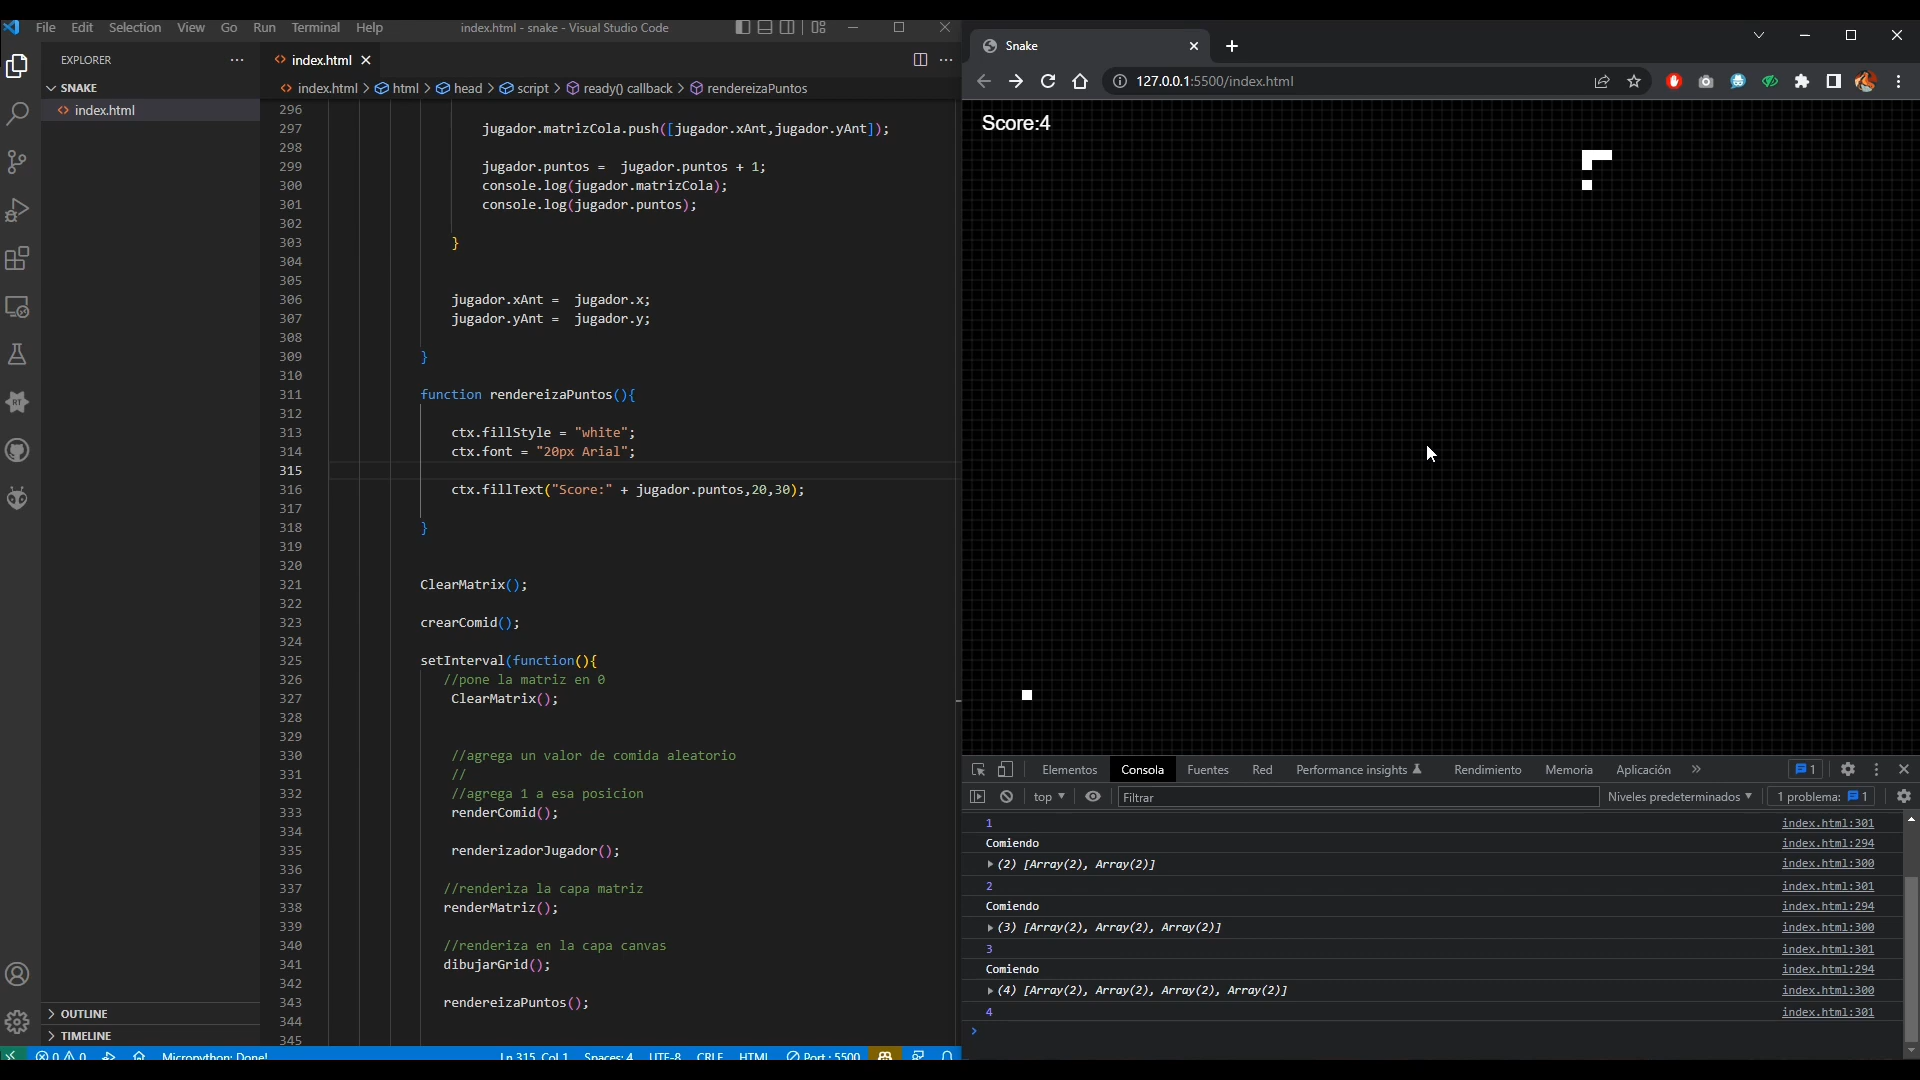 File Edit Selection View Go Run Terminal Help
index.html - snake - Visual Studio Code
EXPLORER
SNAKE
index.html
OUTLINE
TIMELINE
index.html
index.html > html > head > script > ready() callback > rendereizaPuntos
296
297 jugador.matrizCola.push([jugador.xAnt,jugador.yAnt]);
298
299 jugador.puntos = jugador.puntos + 1;
300 console.log(jugador.matrizCola);
301 console.log(jugador.puntos);
302
303 }
304
305
306 jugador.xAnt = jugador.x;
307 jugador.yAnt = jugador.y;
308
309 }
310
311 function rendereizaPuntos(){
312
313 ctx.fillStyle = "white";
314 ctx.font = "20px Arial";
315
316 ctx.fillText("Score:" + jugador.puntos,20,30);
317
318 }
319
320
321 ClearMatrix();
322
323 crearComid();
324
325 setInterval(function(){
326 //pone la matriz en 0
327 ClearMatrix();
328
329
330 //agrega un valor de comida aleatorio
331 //
332 //agrega 1 a esa posicion
333 renderComid();
334
335 renderizadorJugador();
336
337 //renderiza la capa matriz
338 renderMatriz();
339
340 //renderiza en la capa canvas
341 dibujarGrid();
342
343 rendereizaPuntos();
344
345
0 0 Micropython: Done! Ln 315, Col 1 Spaces: 4 UTF-8 CRLF HTML Port : 5500
Snake
127.0.0.1:5500/index.html
Score:4
Elementos Consola Fuentes Red Performance insights Rendimiento Memoria Aplicación » 1
top Filtrar Niveles predeterminados 1 problema: 1
1 index.html:301
Comiendo index.html:294
(2) [Array(2), Array(2)] index.html:300
2 index.html:301
Comiendo index.html:294
(3) [Array(2), Array(2), Array(2)] index.html:300
3 index.html:301
Comiendo index.html:294
(4) [Array(2), Array(2), Array(2), Array(2)] index.html:300
4 index.html:301